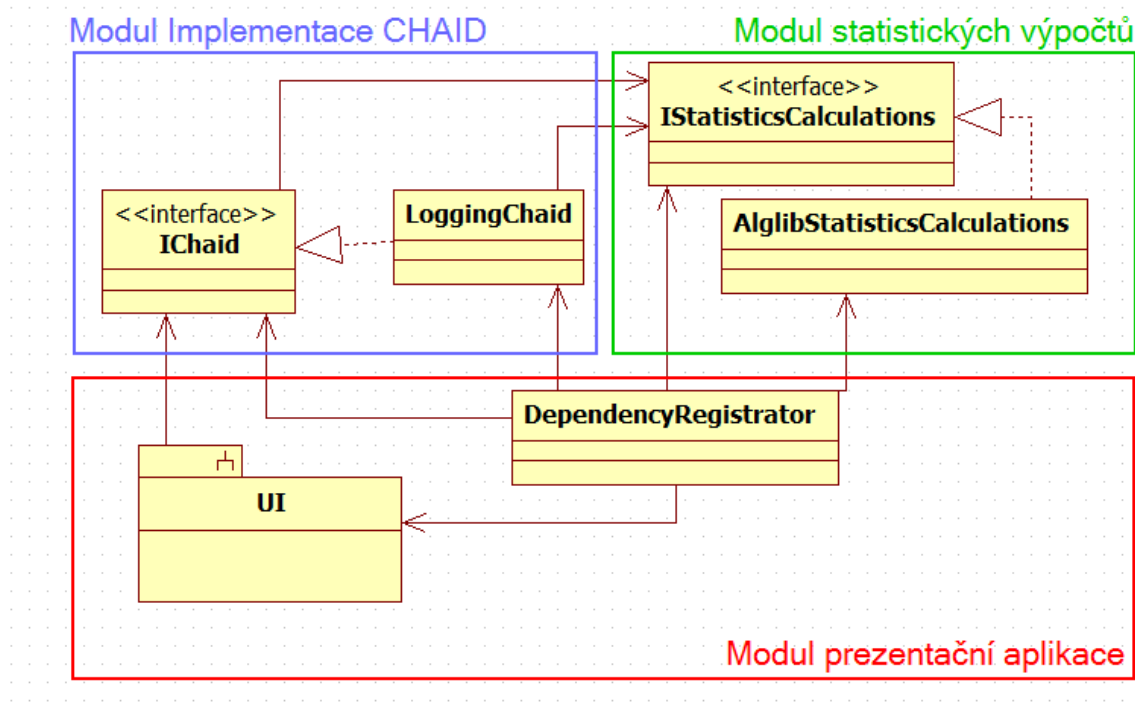 Modul Implementace CHAID
Modul statistických výpočtů
<<interface>>
IStatisticsCalculations
<<interface>>
IChaid
LoggingChaid
AlglibStatisticsCalculations
DependencyRegistrator
UI
Modul prezentační aplikace